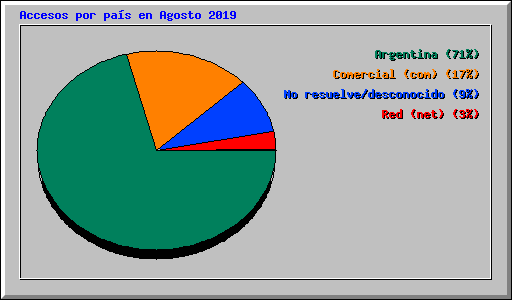 Accesos por país en Agosto 2019
Argentina (71%)
Comercial (com) (17%)
No resuelve/desconocido (9%)
Red (net) (3%)